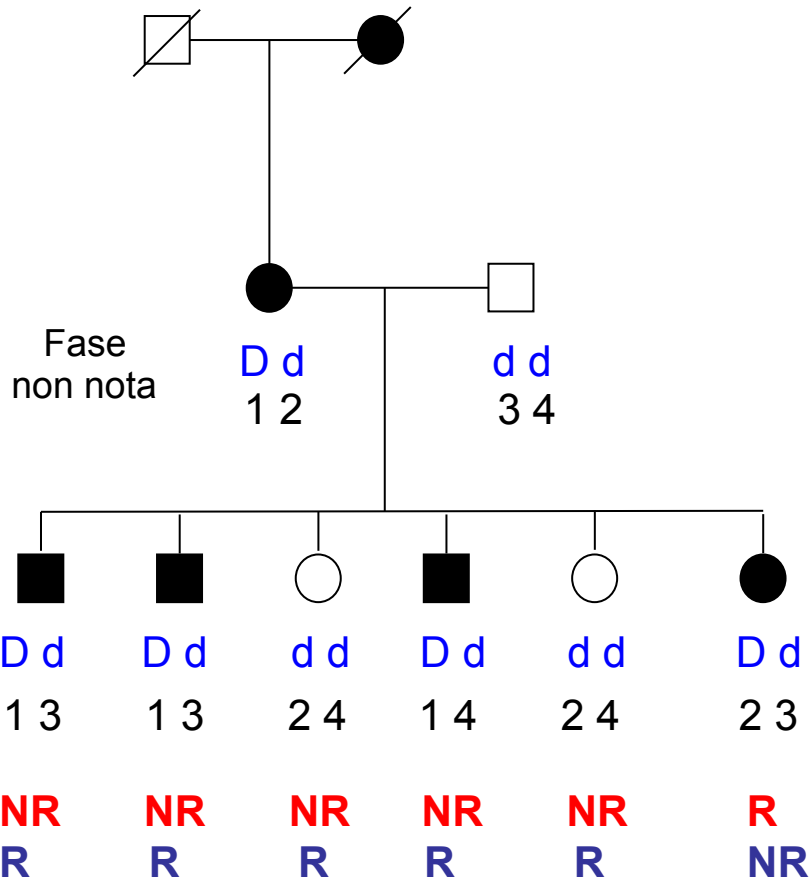 Fase
non nota
D d d d
1 2 3 4
D d D d d d D d d d D d
1 3 1 3 2 4 1 4 2 4 2 3
NR NR NR NR NR R
R R R R R NR